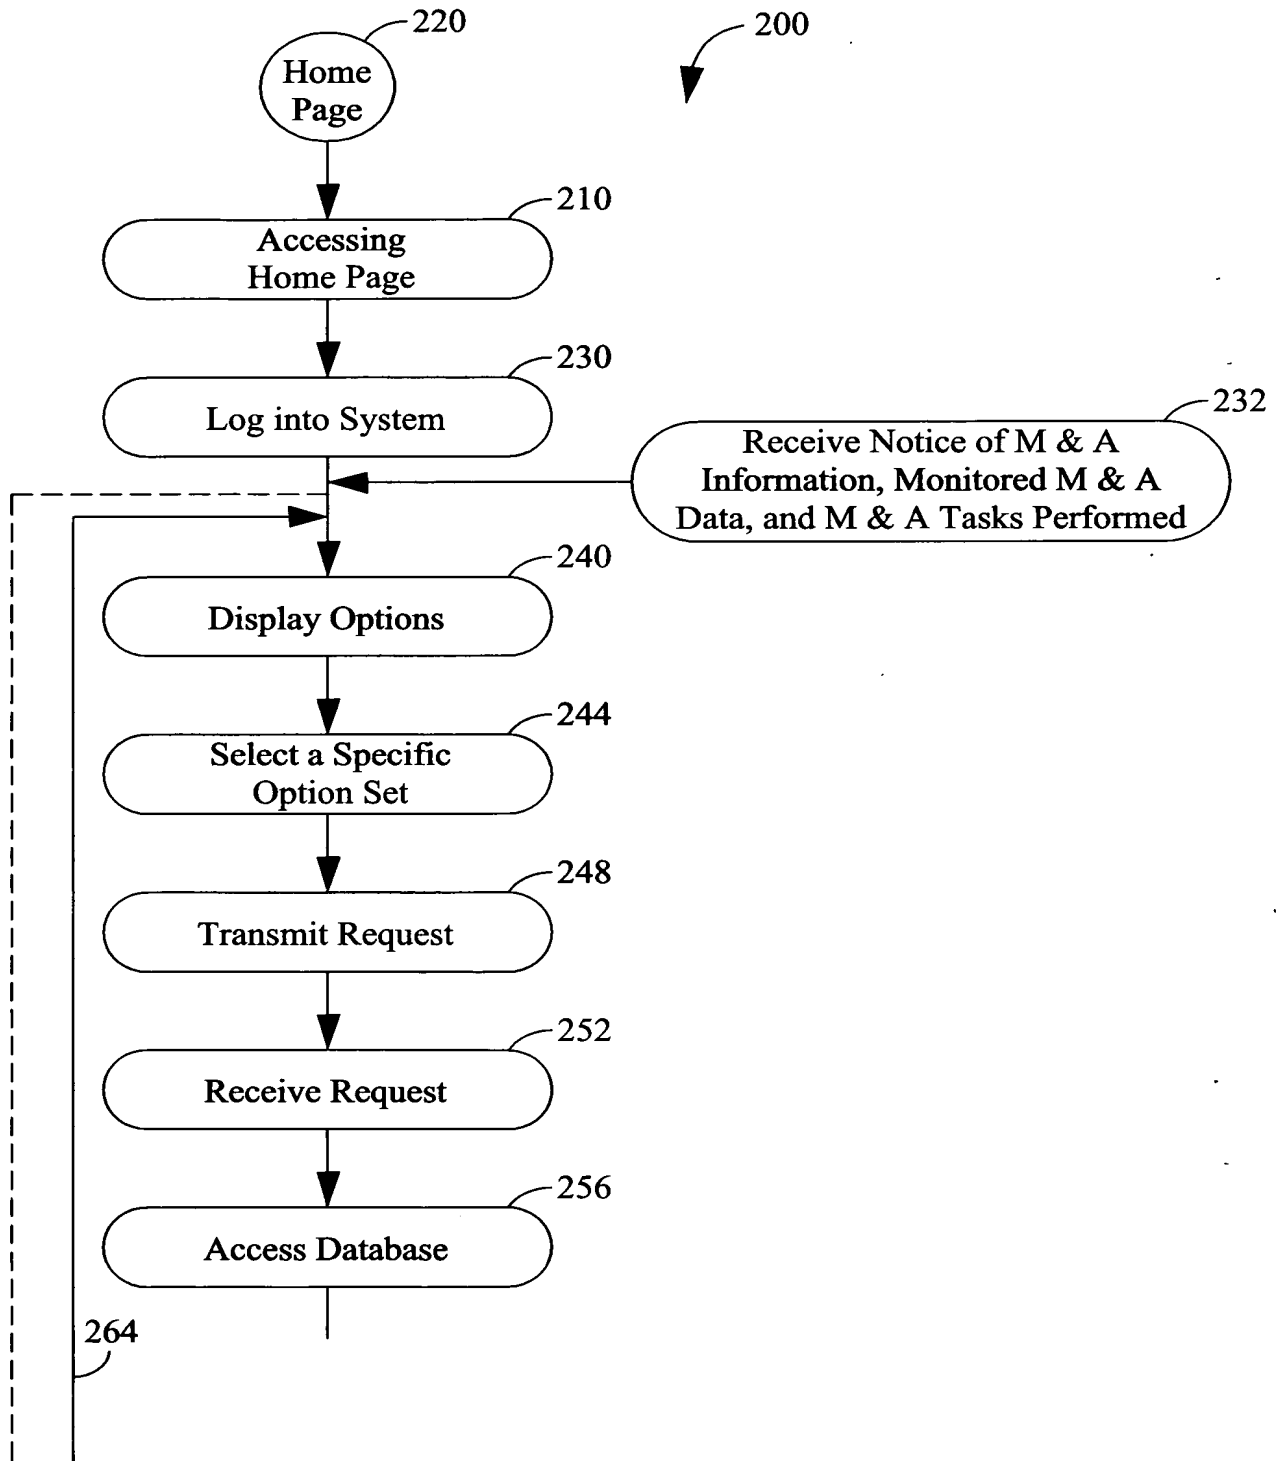 220
200
Home
Page
210
Accessing
Home Page
230
Log into System
232
Receive Notice of M & A
Information, Monitored M & A
Data, and M & A Tasks Performed
240
Display Options
244
Select a Specific
Option Set
248
Transmit Request
252
Receive Request
256
Access Database
264